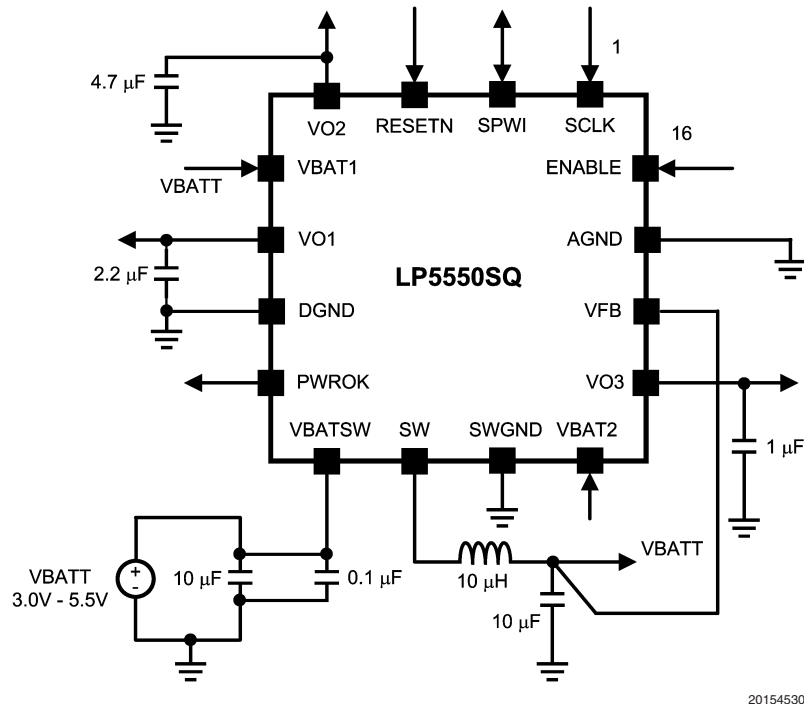 1
4.7 µF
VO2
RESETN
SPWI
SCLK
16
VBATT
VBAT1
ENABLE
VO1
AGND
2.2 µF
LP5550SQ
DGND
VFB
PWROK
VO3
VBATSW
SW
SWGND
VBAT2
1 µF
VBATT
3.0V - 5.5V
+
-
10 µF
0.1 µF
10 µH
VBATT
10 µF
20154530